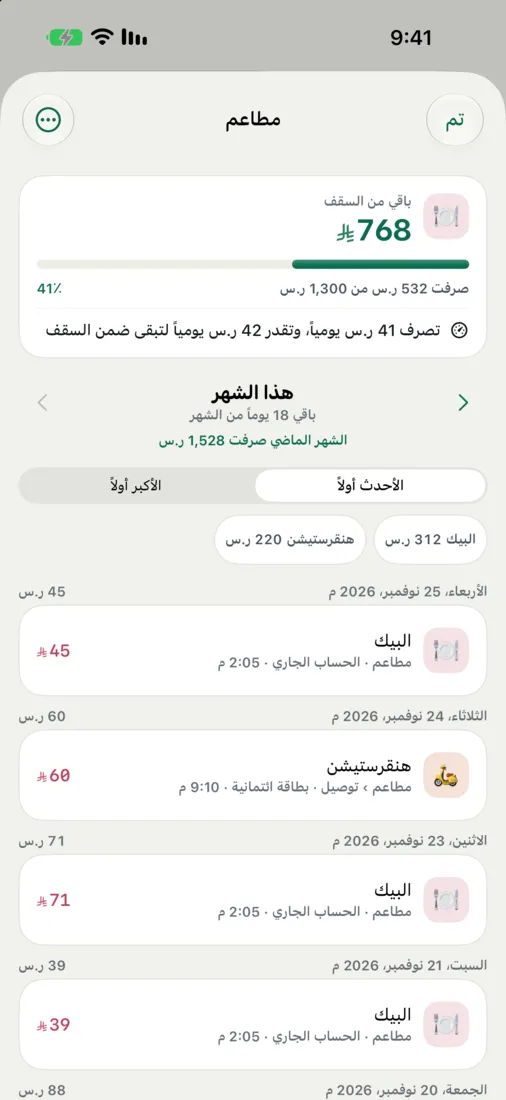 9:41
تم
مطاعم
باقي من السقف
768
صرفت 532 ر.س من 1,300 ر.س
41٪
تصرف 41 ر.س يومياً، وتقدر 42 ر.س يومياً لتبقى ضمن السقف
هذا الشهر
باقي 18 يوماً من الشهر
الشهر الماضي صرفت 1,528 ر.س
الأحدث أولاً
الأكبر أولاً
البيك 312 ر.س
هنقرستيشن 220 ر.س
الأربعاء، 25 نوفمبر، 2026 م
45 ر.س
البيك
مطاعم · الحساب الجاري · 2:05 م
45
الثلاثاء، 24 نوفمبر، 2026 م
60 ر.س
هنقرستيشن
مطاعم › توصيل · بطاقة ائتمانية · 9:10 م
60
الاثنين، 23 نوفمبر، 2026 م
71 ر.س
البيك
مطاعم · الحساب الجاري · 2:05 م
71
السبت، 21 نوفمبر، 2026 م
39 ر.س
البيك
مطاعم · الحساب الجاري · 2:05 م
39
الجمعة، 20 نوفمبر، 2026 م
88 ر.س